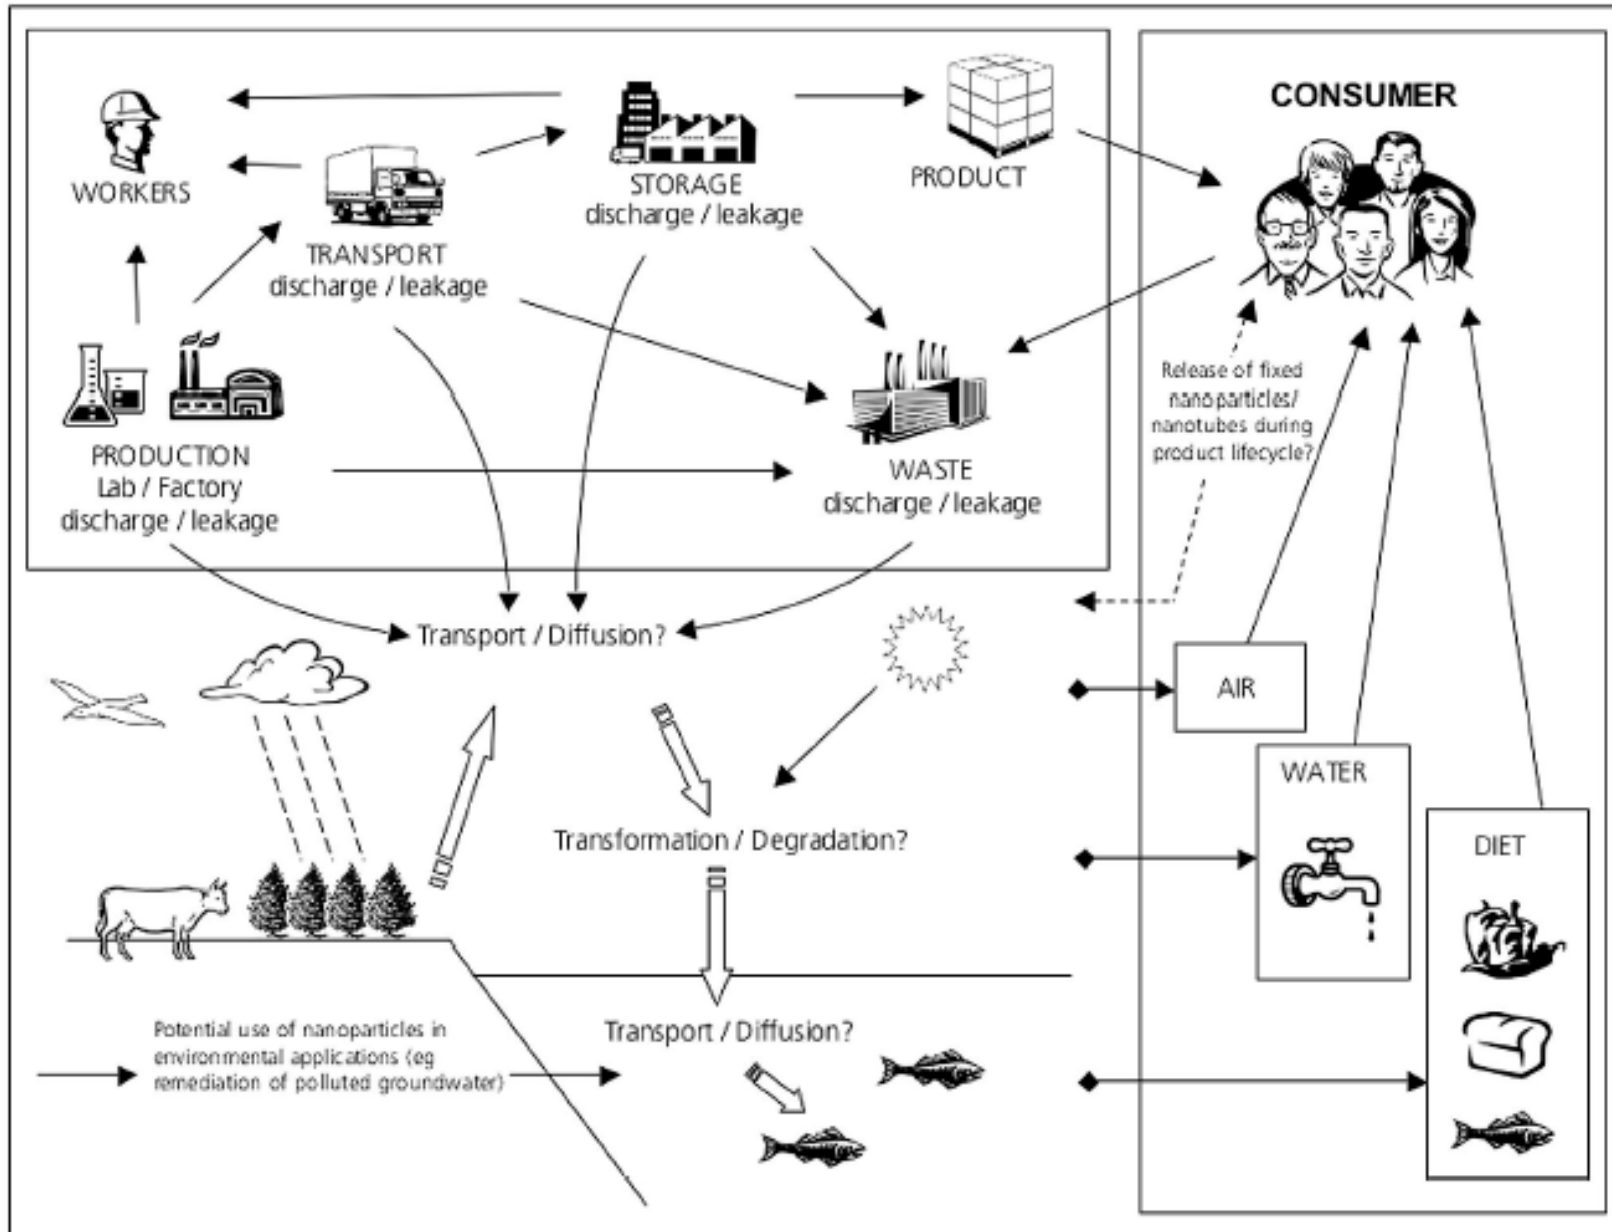 CONSUMER
WORKERS
STORAGE
discharge / leakage
PRODUCT
TRANSPORT
discharge / leakage
PRODUCTION
Lab / Factory
discharge / leakage
WASTE
discharge / leakage
Release of fixed
nanoparticles/
nanotubes during
product lifecycle?
Transport / Diffusion?
AIR
WATER
Transformation / Degradation?
DIET
Potential use of nanoparticles in
environmental applications (eg
remediation of polluted groundwater)
Transport / Diffusion?